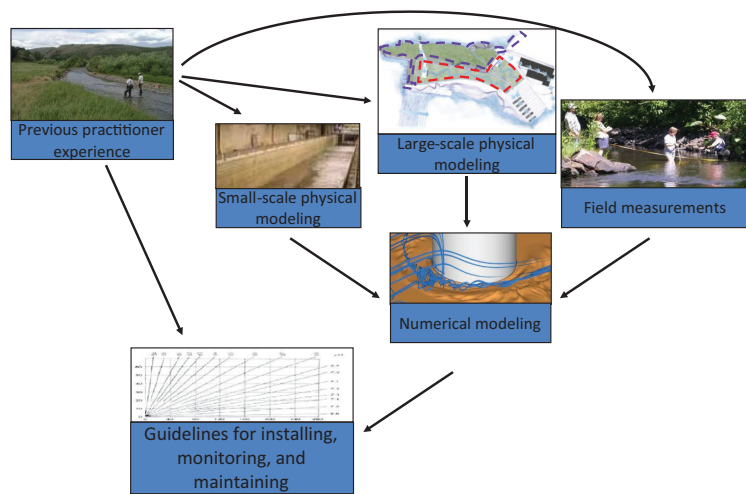 Previous practitioner
experience
Small-scale physical
modeling
Large-scale physical
modeling
Field measurements
Numerical modeling
Guidelines for installing,
monitoring, and
maintaining